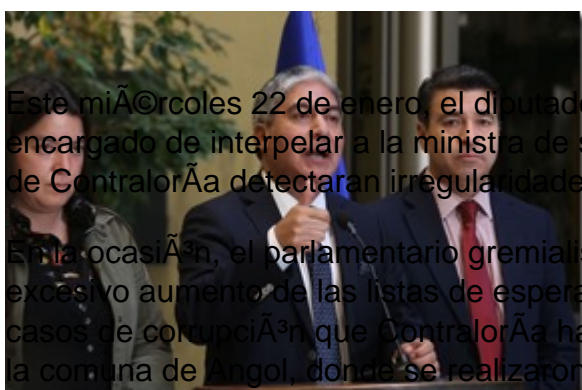 Este miÃ©rcoles 22 de enero, el diputad
encargado de interpelar a la ministra de s
de ContralorÃa detectaran irregularidade
En la ocasiÃ³n, el parlamentario gremialis
excesivo aumento de las listas de espera
casos de corrupciÃ³n que ContralorÃa ha
la comuna de Angol, donde se realizaron